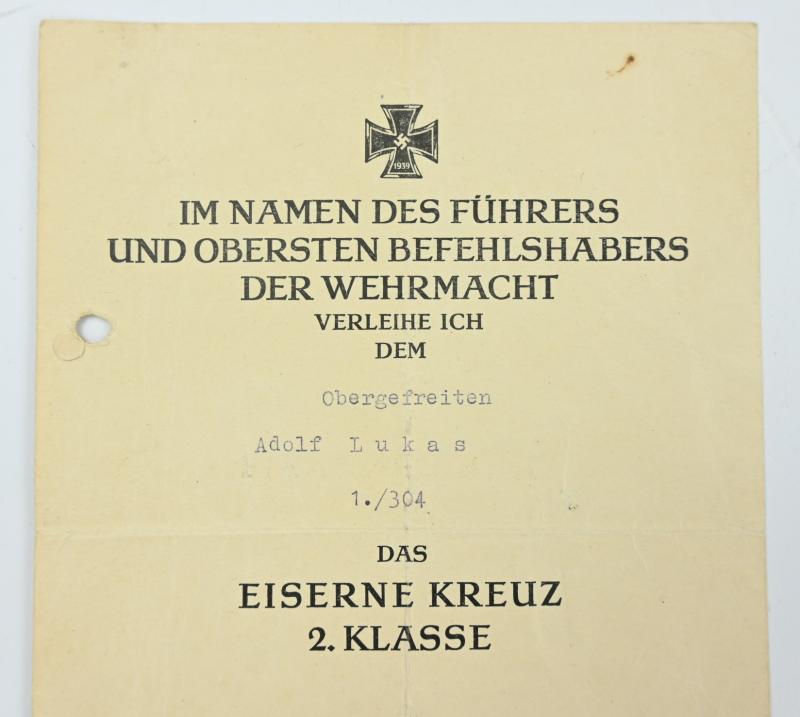 1939
IM NAMEN DES FÜHRERS
UND OBERSTEN BEFEHLSHABERS
DER WEHRMACHT
VERLEIHE ICH
DEM
Obergefreiten
Adolf L u k a s
1./304
DAS
EISERNE KREUZ
2. KLASSE